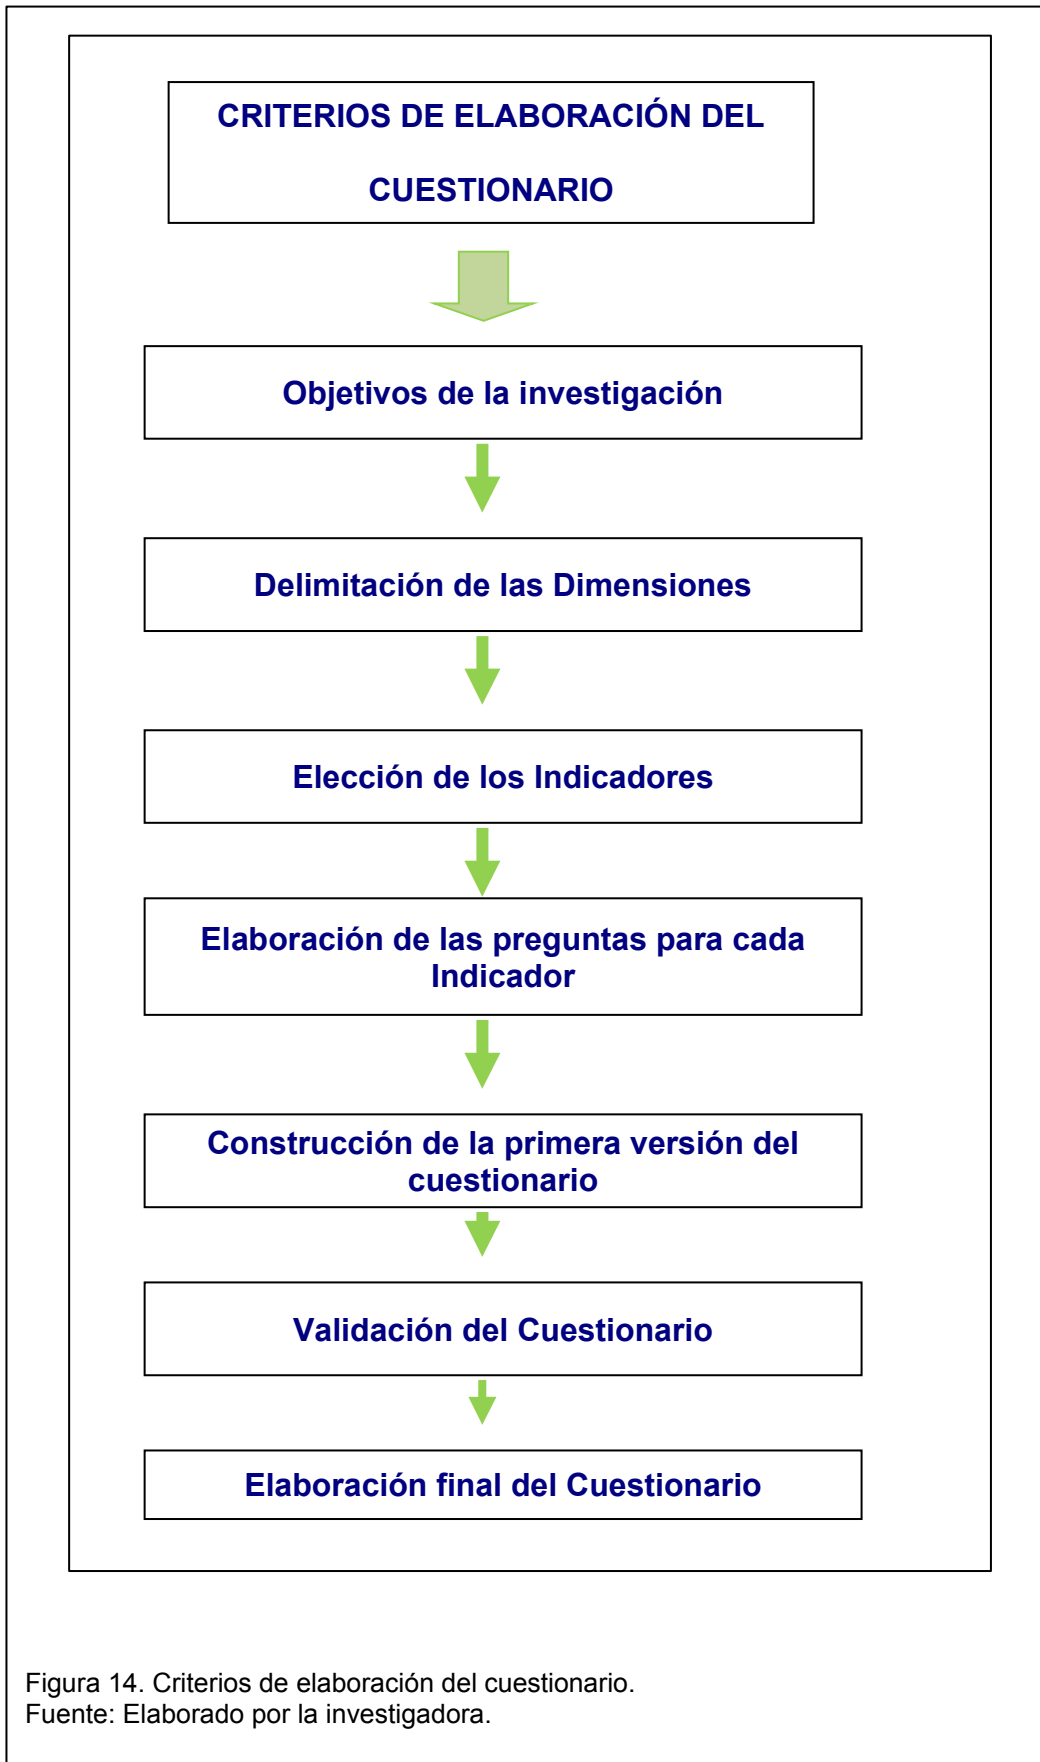 CRITERIOS DE ELABORACIÓN DEL
CUESTIONARIO
Objetivos de la investigación
Delimitación de las Dimensiones
Elección de los Indicadores
Elaboración de las preguntas para cada
Indicador
Construcción de la primera versión del
cuestionario
Validación del Cuestionario
Elaboración final del Cuestionario
Figura 14. Criterios de elaboración del cuestionario.
Fuente: Elaborado por la investigadora.